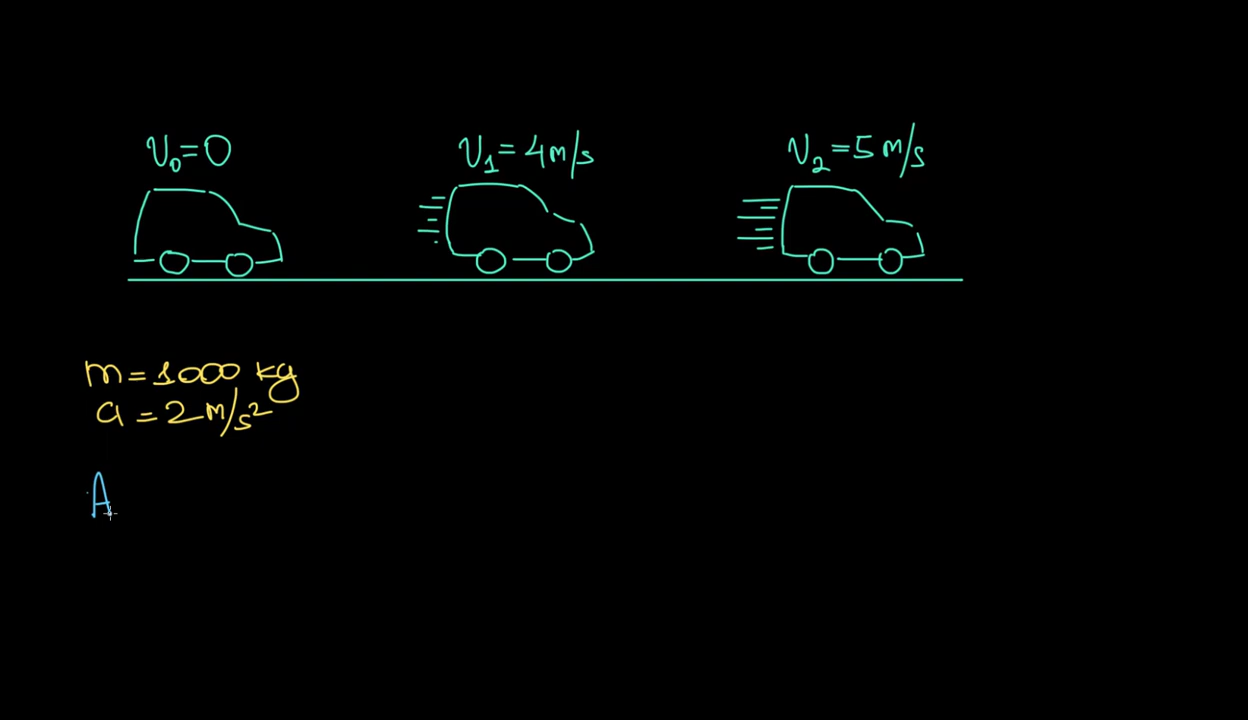 V₀=0
V₁=4m/s
V₂=5m/s
m=1000 kg
a=2m/s²
A